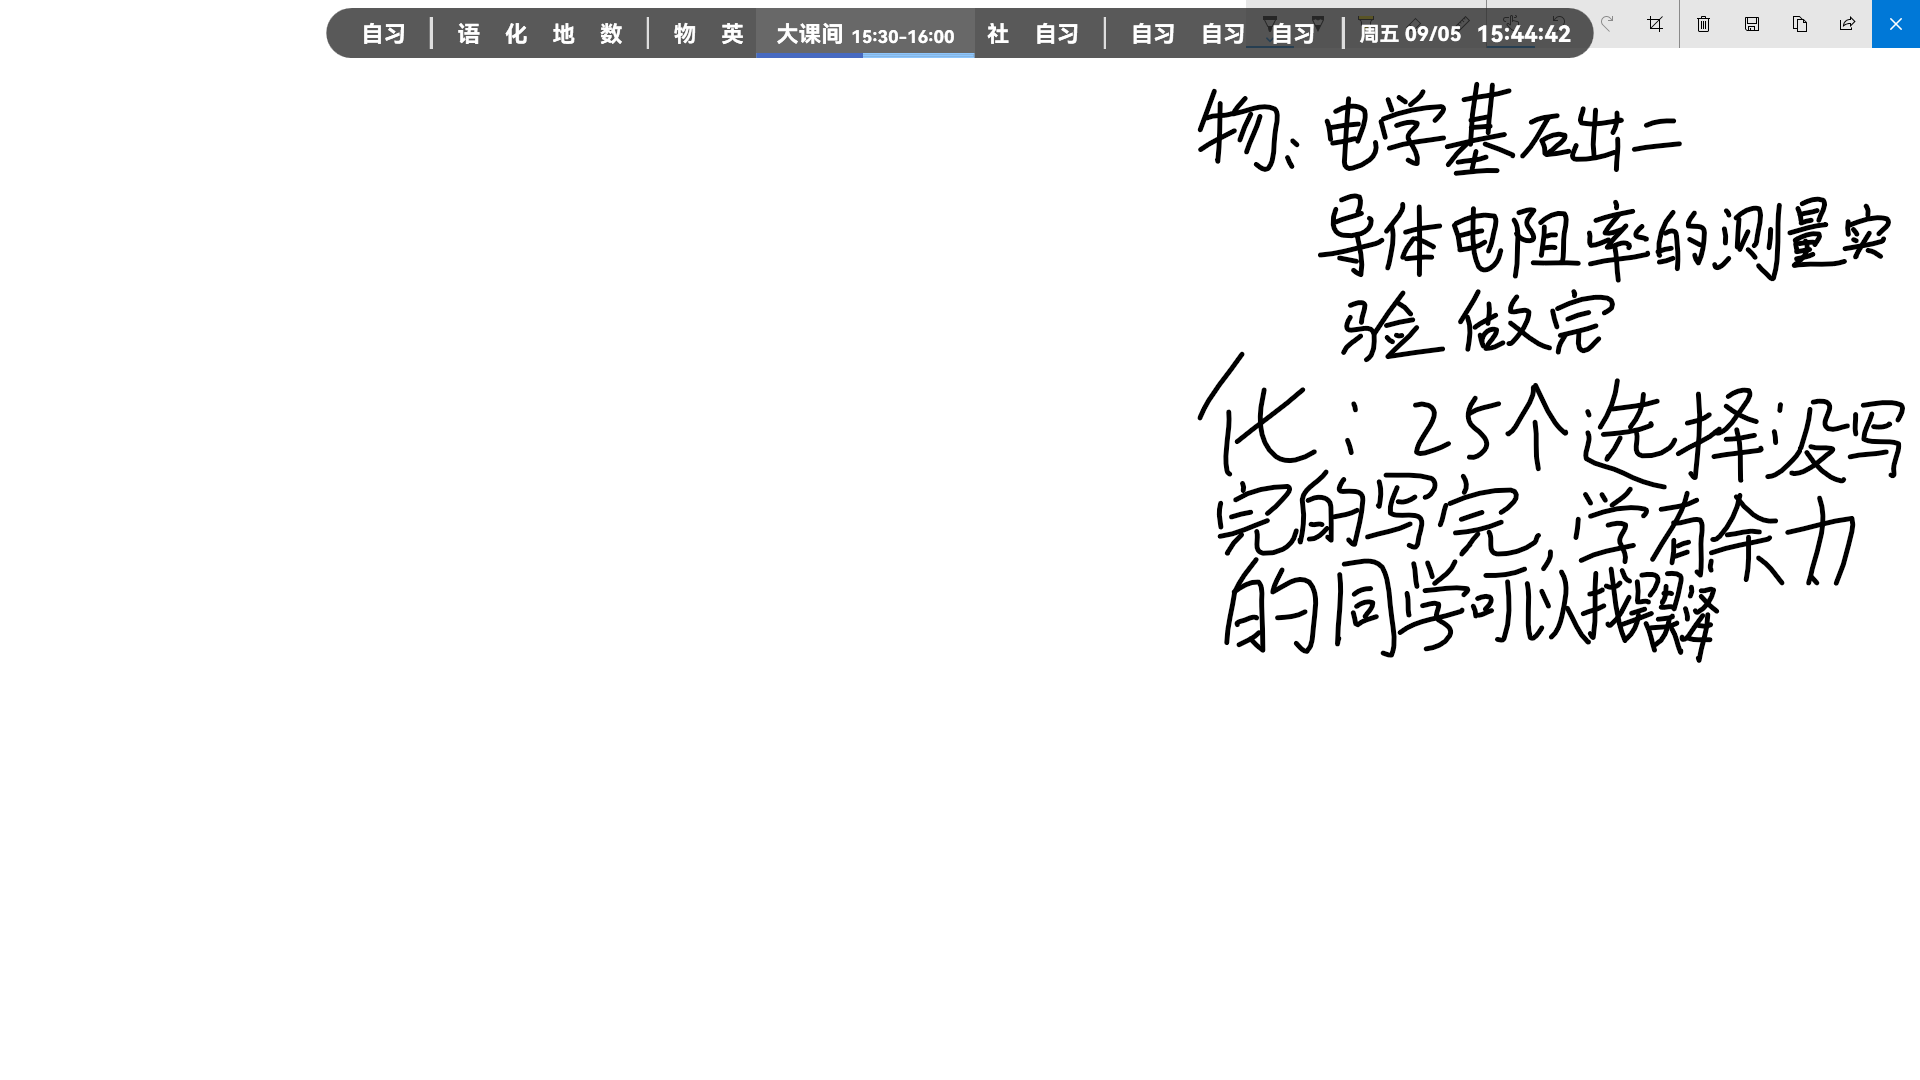 自习 | 语 化 地 数 | 物 英 大课间 15:30-16:00 社 自习 | 自习 自习 自习 | 周五 09/05 15:44:42
物:电学基础二
导体电阻率的测量实
验做完
化:25个选择没写
完的写完,学有余力
的同学可以找